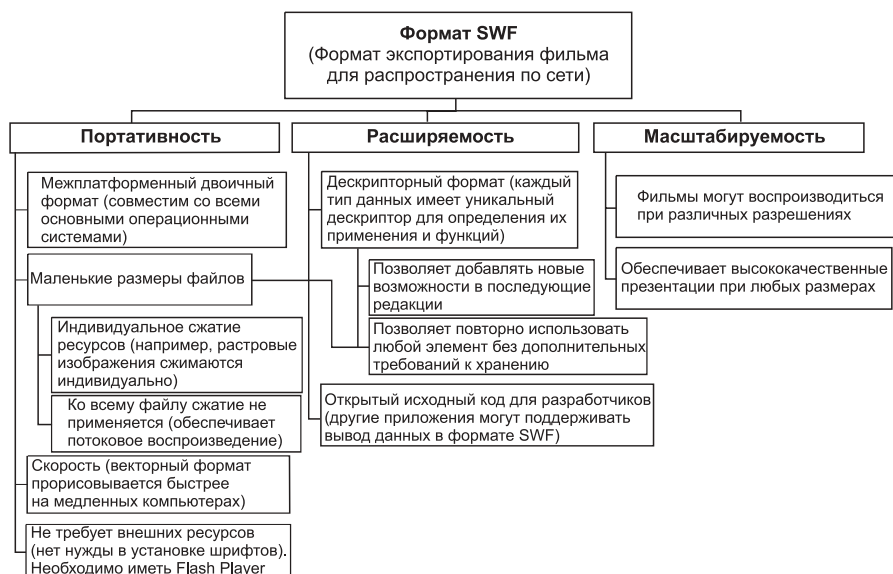 Формат SWF
(Формат экспортирования фильма
для распространения по сети)
Портативность
Межплатформенный двоичный
формат (совместим со всеми
основными операционными
системами)
Маленькие размеры файлов
Индивидуальное сжатие
ресурсов (например, растровые
изображения сжимаются
индивидуально)
Ко всему файлу сжатие не
применяется (обеспечивает
потоковое воспроизведение)
Скорость (векторный формат
прорисовывается быстрее
на медленных компьютерах)
Не требует внешних ресурсов
(нет нужды в установке шрифтов).
Необходимо иметь Flash Player
Расширяемость
Дескрипторный формат (каждый
тип данных имеет уникальный
дескриптор для определения их
применения и функций)
Позволяет добавлять новые
возможности в последующие
редакции
Позволяет повторно использовать
любой элемент без дополнительных
требований к хранению
Открытый исходный код для разработчиков
(другие приложения могут поддерживать
вывод данных в формате SWF)
Масштабируемость
Фильмы могут воспроизводиться
при различных разрешениях
Обеспечивает высококачественные
презентации при любых размерах